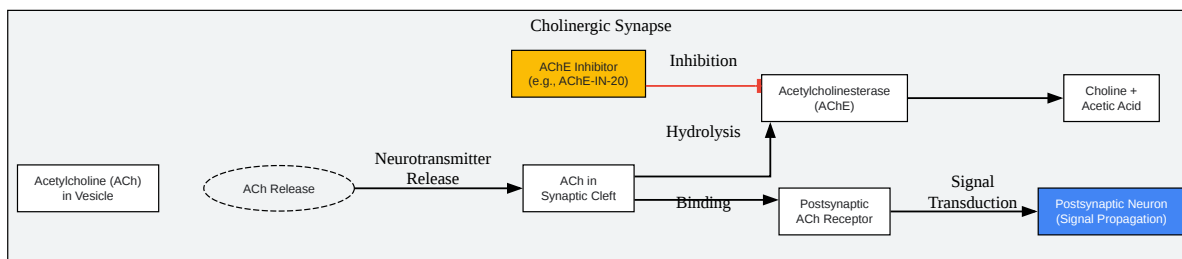 Cholinergic Synapse
AChE Inhibitor
(e.g., AChE-IN-20)
Inhibition
Acetylcholinesterase
(AChE)
Choline +
Acetic Acid
Hydrolysis
Acetylcholine (ACh)
in Vesicle
ACh Release
Neurotransmitter
Release
ACh in
Synaptic Cleft
Binding
Postsynaptic
ACh Receptor
Signal
Transduction
Postsynaptic Neuron
(Signal Propagation)